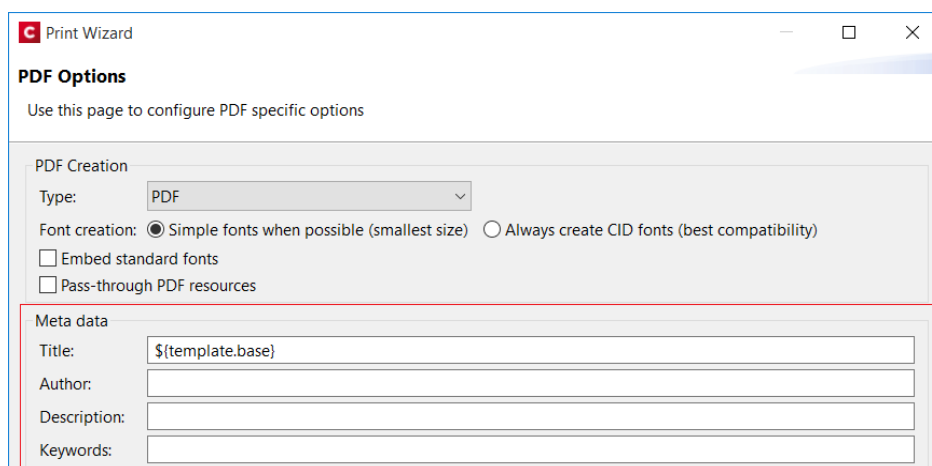 C Print Wizard
PDF Options
Use this page to configure PDF specific options
PDF Creation
Type: PDF
Font creation: Simple fonts when possible (smallest size) Always create CID fonts (best compatibility)
Embed standard fonts
Pass-through PDF resources
Meta data
Title: ${template.base}
Author:
Description:
Keywords: